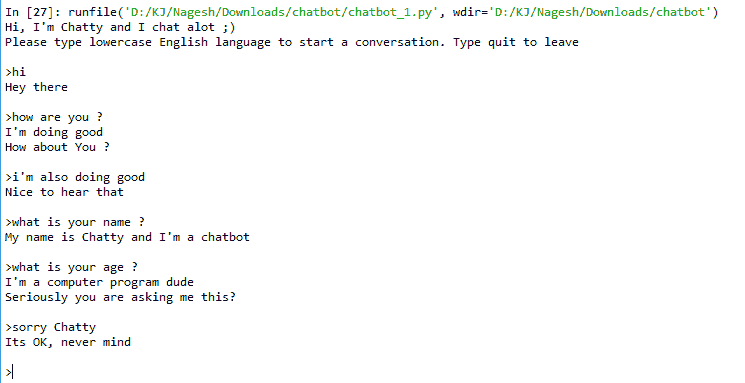 In [27]: runfile('D:/KJ/Nagesh/Downloads/chatbot/chatbot_1.py', wdir='D:/KJ/Nagesh/Downloads/chatbot')
Hi, I'm Chatty and I chat alot ;)
Please type lowercase English language to start a conversation. Type quit to leave
>hi
Hey there
>how are you ?
I'm doing good
How about You ?
>i'm also doing good
Nice to hear that
>what is your name ?
My name is Chatty and I'm a chatbot
>what is your age ?
I'm a computer program dude
Seriously you are asking me this?
>sorry Chatty
Its OK, never mind
>